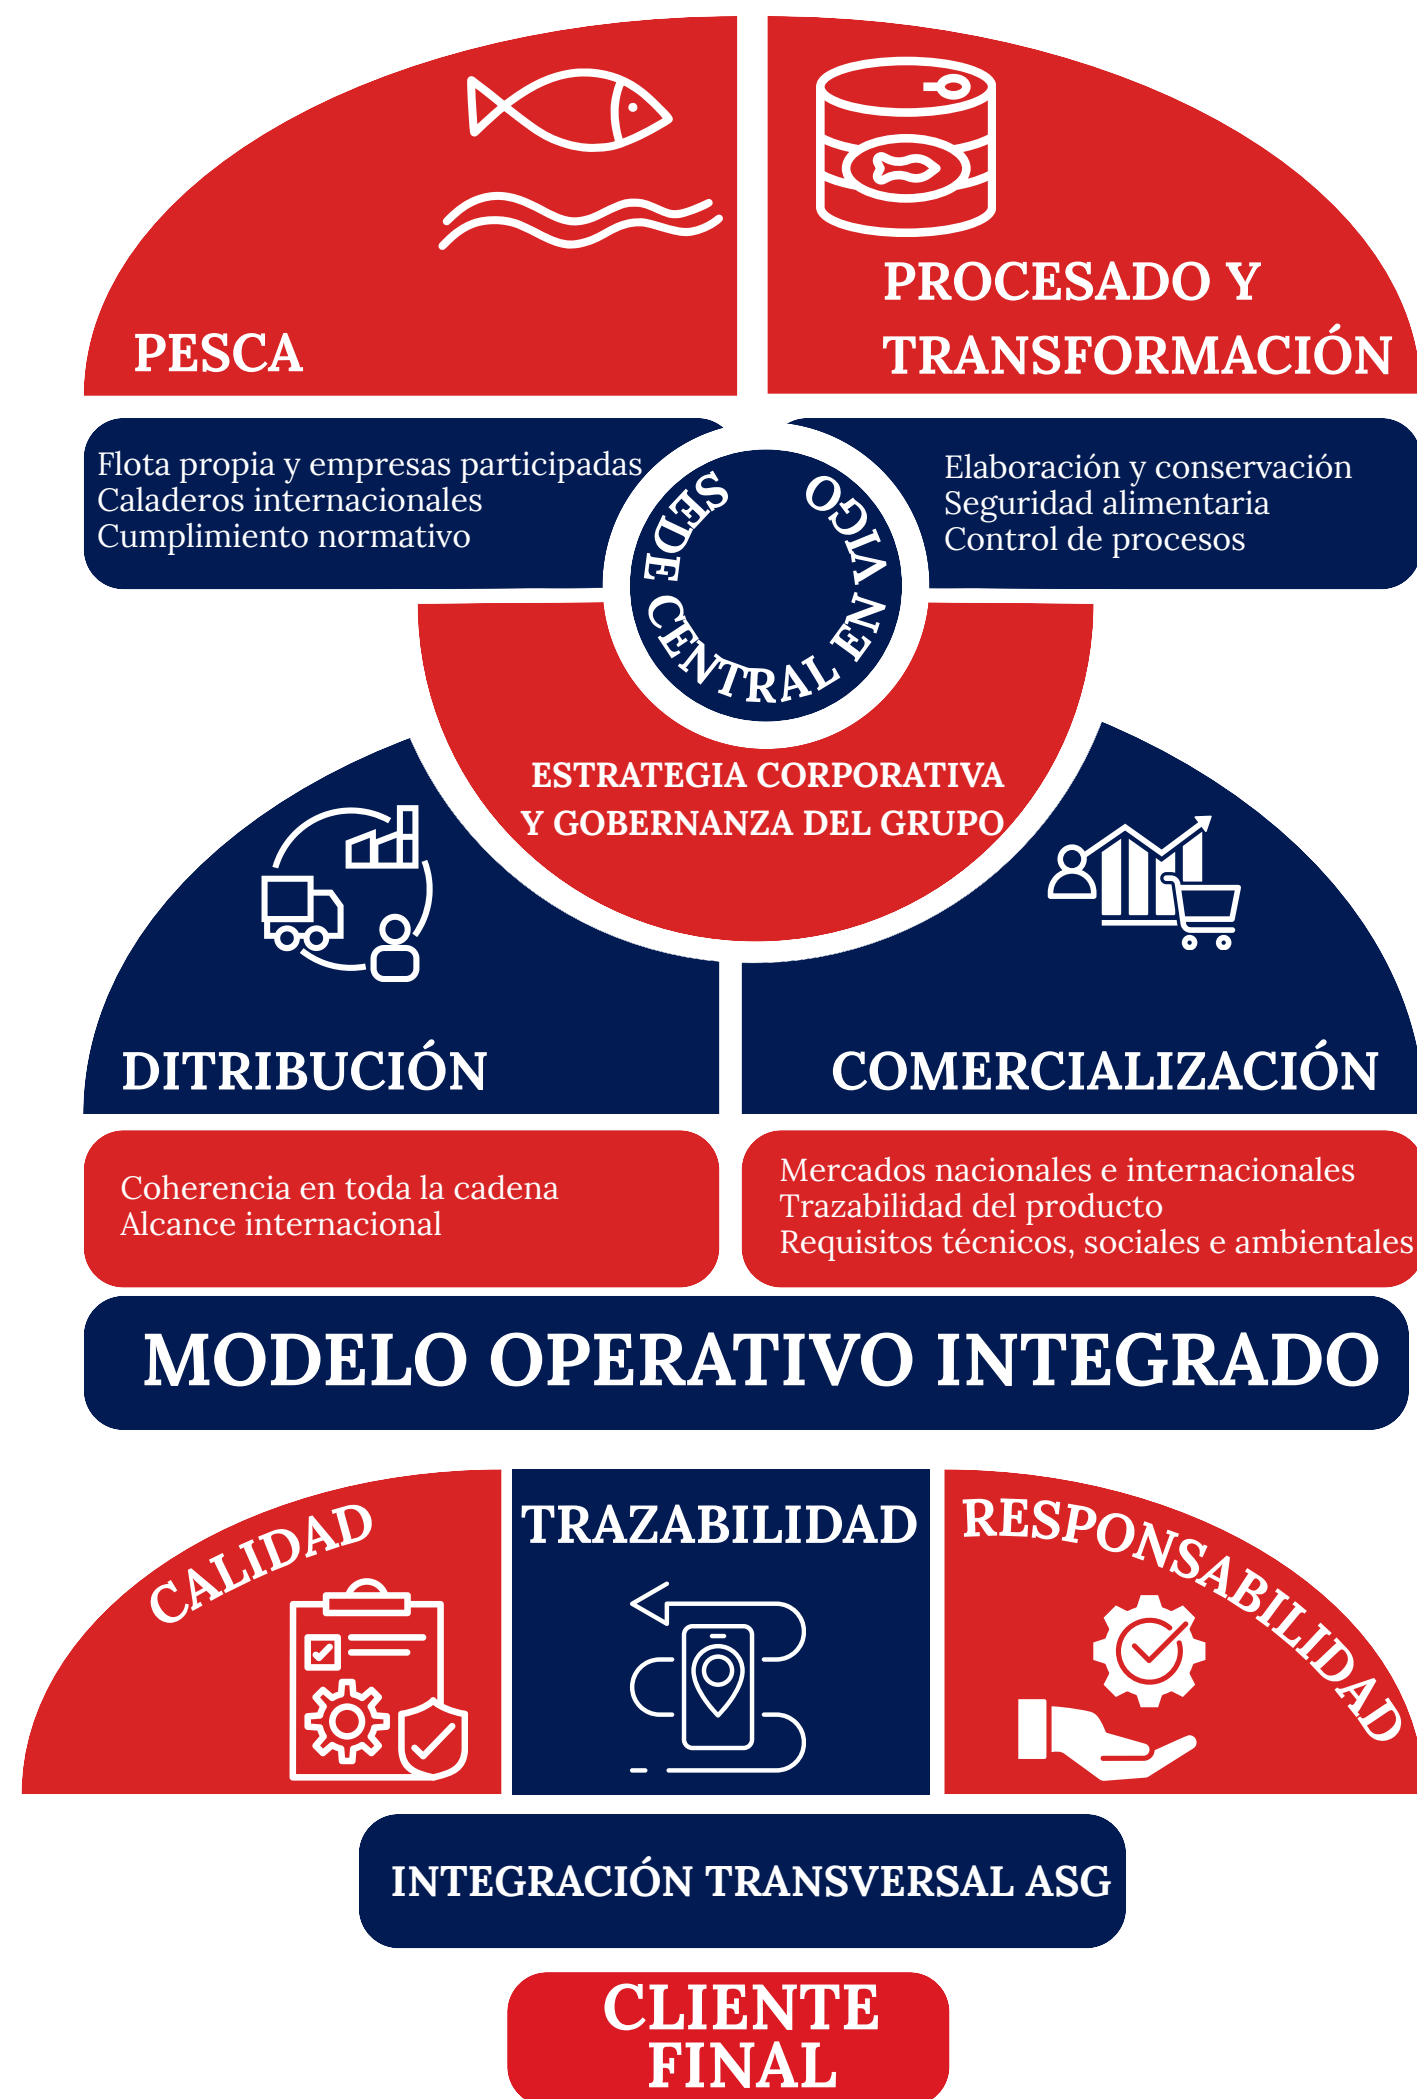 PESCA
PROCESADO Y
TRANSFORMACIÓN
Flota propia y empresas participadas
Caladeros internacionales
Cumplimiento normativo
Elaboración y conservación
Seguridad alimentaria
Control de procesos
SEDE CENTRAL EN VIGO
ESTRATEGIA CORPORATIVA
Y GOBERNANZA DEL GRUPO
DITRIBUCIÓN
COMERCIALIZACIÓN
Coherencia en toda la cadena
Alcance internacional
Mercados nacionales e internacionales
Trazabilidad del producto
Requisitos técnicos, sociales e ambientales
MODELO OPERATIVO INTEGRADO
CALIDAD
TRAZABILIDAD
RESPONSABILIDAD
INTEGRACIÓN TRANSVERSAL ASG
CLIENTE
FINAL